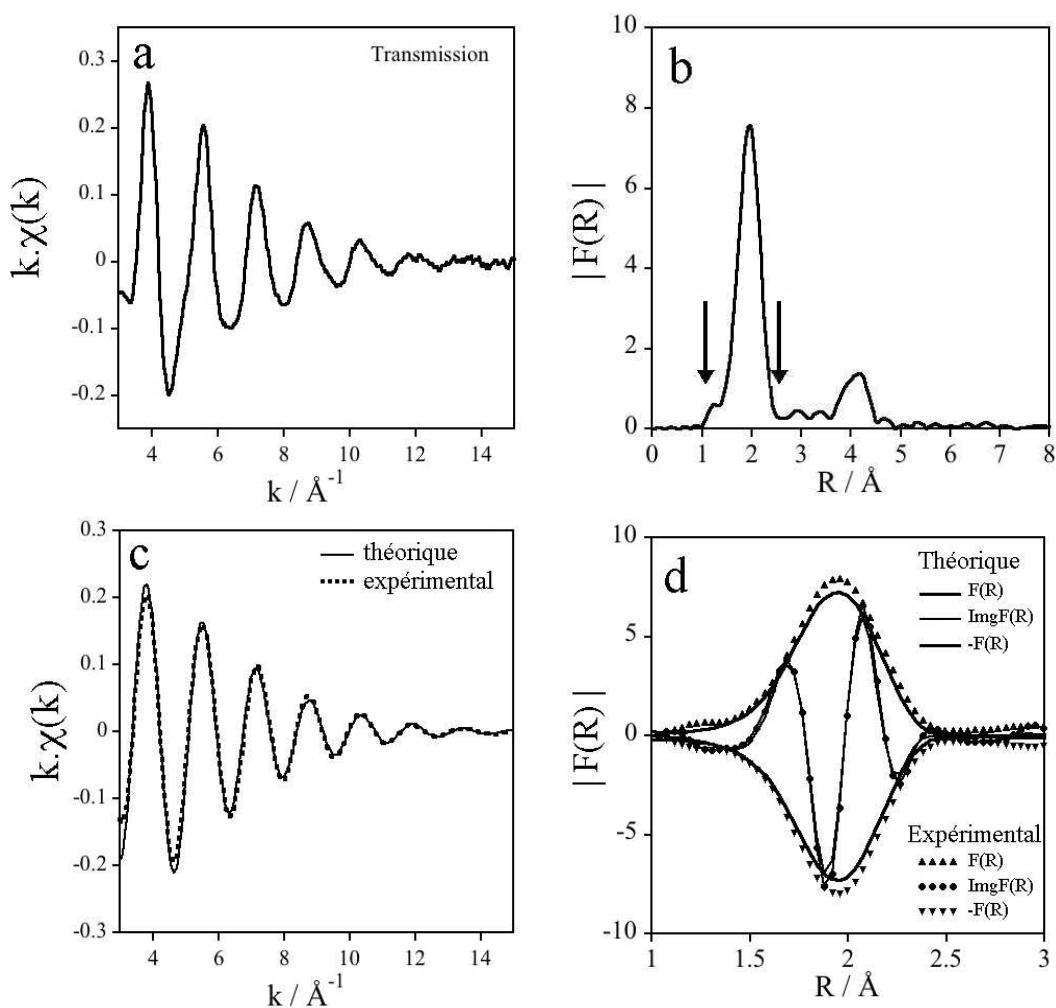 a
Transmission
0.3
0.2
0.1
0
-0.1
-0.2
k.χ(k)
4 6 8 10 12 14
k / Å⁻¹
b
10
8
6
4
2
0
|F(R)|
0 1 2 3 4 5 6 7 8
R / Å
c
théorique
expérimental
0.3
0.2
0.1
0
-0.1
-0.2
-0.3
k.χ(k)
4 6 8 10 12 14
k / Å⁻¹
d
Théorique
F(R)
ImgF(R)
-F(R)
10
5
0
-5
-10
|F(R)|
Expérimental
F(R)
ImgF(R)
-F(R)
1 1.5 2 2.5 3
R / Å